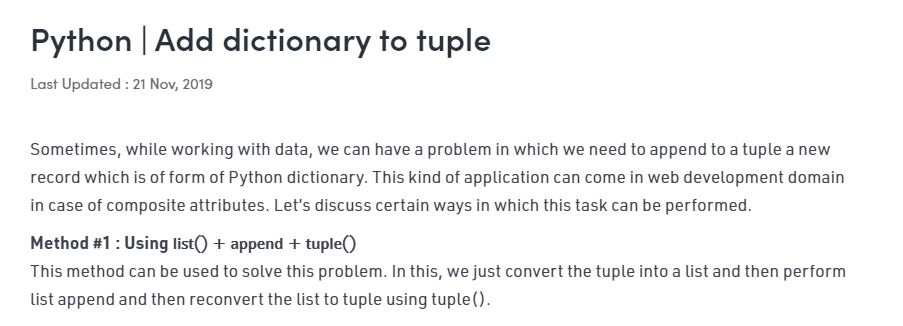 Python | Add dictionary to tuple
Last Updated : 21 Nov, 2019
Sometimes, while working with data, we can have a problem in which we need to append to a tuple a new
record which is of form of Python dictionary. This kind of application can come in web development domain
in case of composite attributes. Let’s discuss certain ways in which this task can be performed.
Method #1 : Using list() + append + tuple()
This method can be used to solve this problem. In this, we just convert the tuple into a list and then perform
list append and then reconvert the list to tuple using tuple().